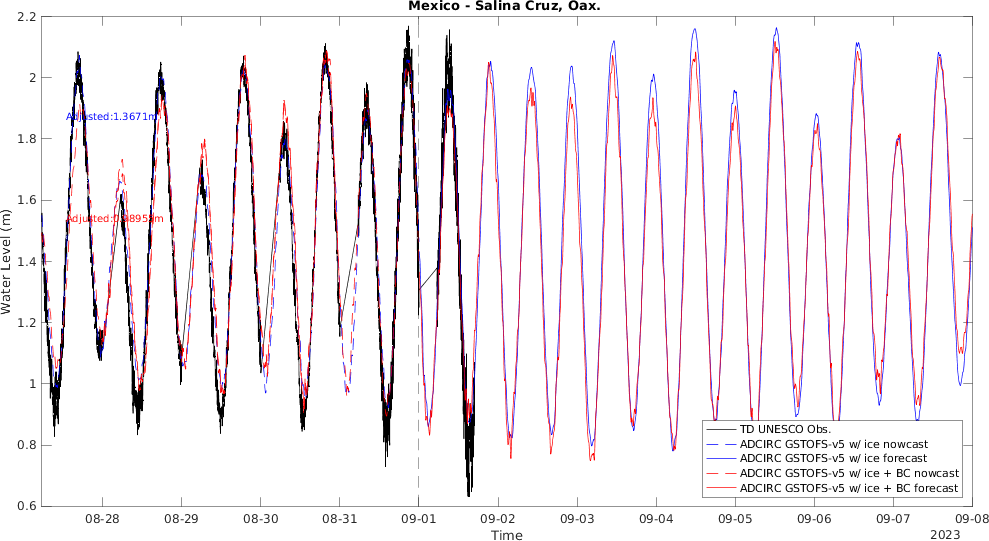 Mexico - Salina Cruz, Oax.
Water Level (m)
2.2
2
1.8
1.6
1.4
1.2
1
0.8
0.6
Adjusted:1.3671m
TD UNESCO Obs.
ADCIRC GSTOFS-v5 w/ ice nowcast
ADCIRC GSTOFS-v5 w/ ice forecast
ADCIRC GSTOFS-v5 w/ ice + BC nowcast
ADCIRC GSTOFS-v5 w/ ice + BC forecast
08-28
08-29
08-30
08-31
09-01
09-02
09-03
09-04
09-05
09-06
09-07
09-08
Time
2023